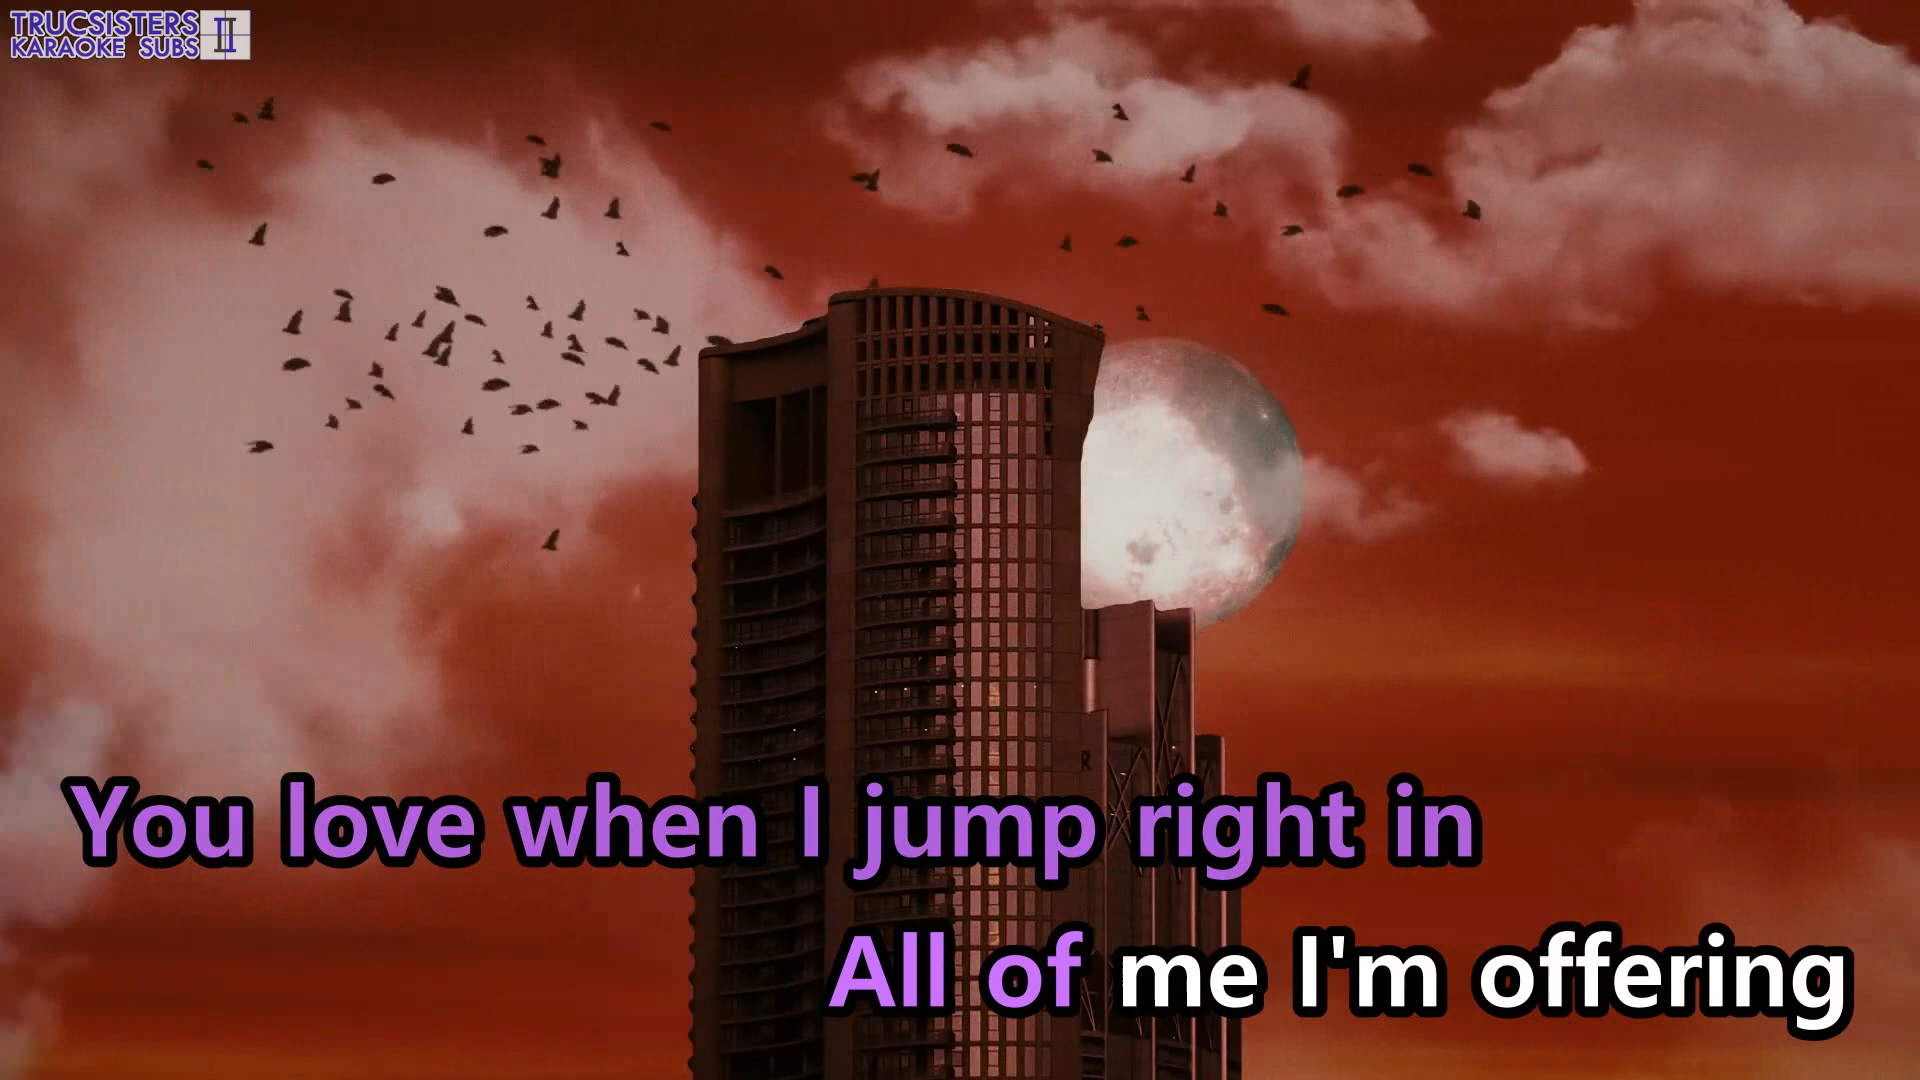 TRUCSISTERS
KARAOKE SUBS II
You love when I jump right in
All of me I'm offering
R